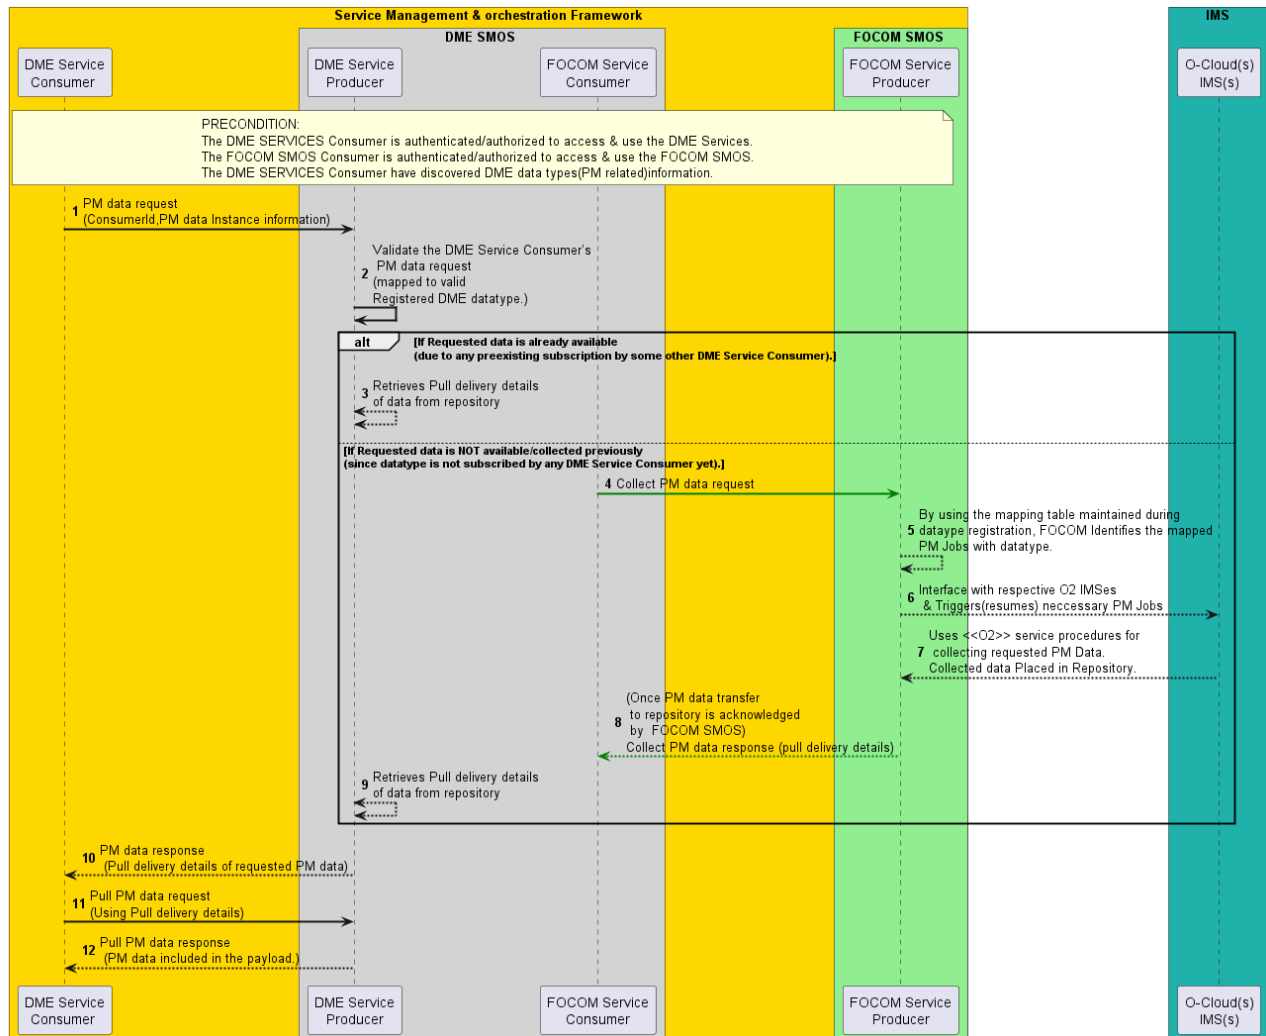 Service Management & orchestration Framework
IMS
DME SMOS
FOCOM SMOS
DME Service
Consumer
DME Service
Producer
FOCOM Service
Consumer
FOCOM Service
Producer
O-Cloud(s)
IMS(s)
PRECONDITION:
The DME SERVICES Consumer is authenticated/authorized to access & use the DME Services.
The FOCOM SMOS Consumer is authenticated/authorized to access & use the FOCOM SMOS.
The DME SERVICES Consumer have discovered DME data types(PM related)information.
1 PM data request
(ConsumerId,PM data Instance information)
2 Validate the DME Service Consumer's
PM data request
(mapped to valid
Registered DME datatype.)
alt [If Requested data is already available
(due to any preexisting subscription by some other DME Service Consumer).]
3 Retrieves Pull delivery details
of data from repository
[If Requested data is NOT available/collected previously
(since datatype is not subscribed by any DME Service Consumer yet).]
4 Collect PM data request
By using the mapping table maintained during
5 dataype registration, FOCOM Identifies the mapped
PM Jobs with datatype.
6 Interface with respective O2 IMSes
& Triggers(resumes) neccessary PM Jobs
Uses <<O2>> service procedures for
7 collecting requested PM Data.
Collected data Placed in Repository.
(Once PM data transfer
8 to repository is acknowledged
by FOCOM SMOS)
Collect PM data response (pull delivery details)
9 Retrieves Pull delivery details
of data from repository
10 PM data response
(Pull delivery details of requested PM data)
11 Pull PM data request
(Using Pull delivery details)
12 Pull PM data response
(PM data included in the payload.)
DME Service
Consumer
DME Service
Producer
FOCOM Service
Consumer
FOCOM Service
Producer
O-Cloud(s)
IMS(s)